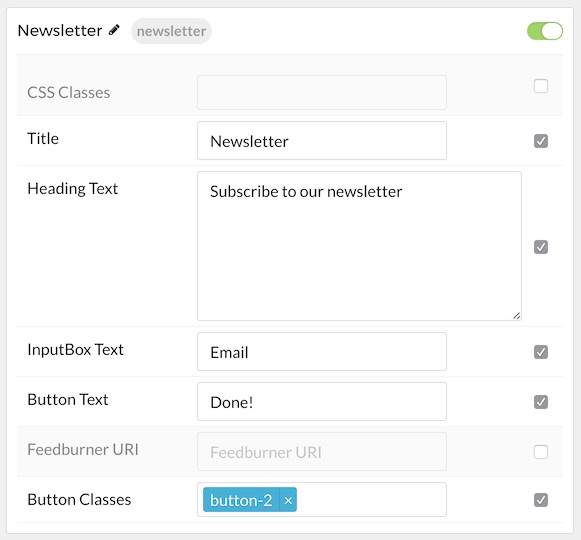 Newsletter newsletter
CSS Classes
Title Newsletter
Heading Text Subscribe to our newsletter
InputBox Text Email
Button Text Done!
Feedburner URI Feedburner URI
Button Classes button-2 ×